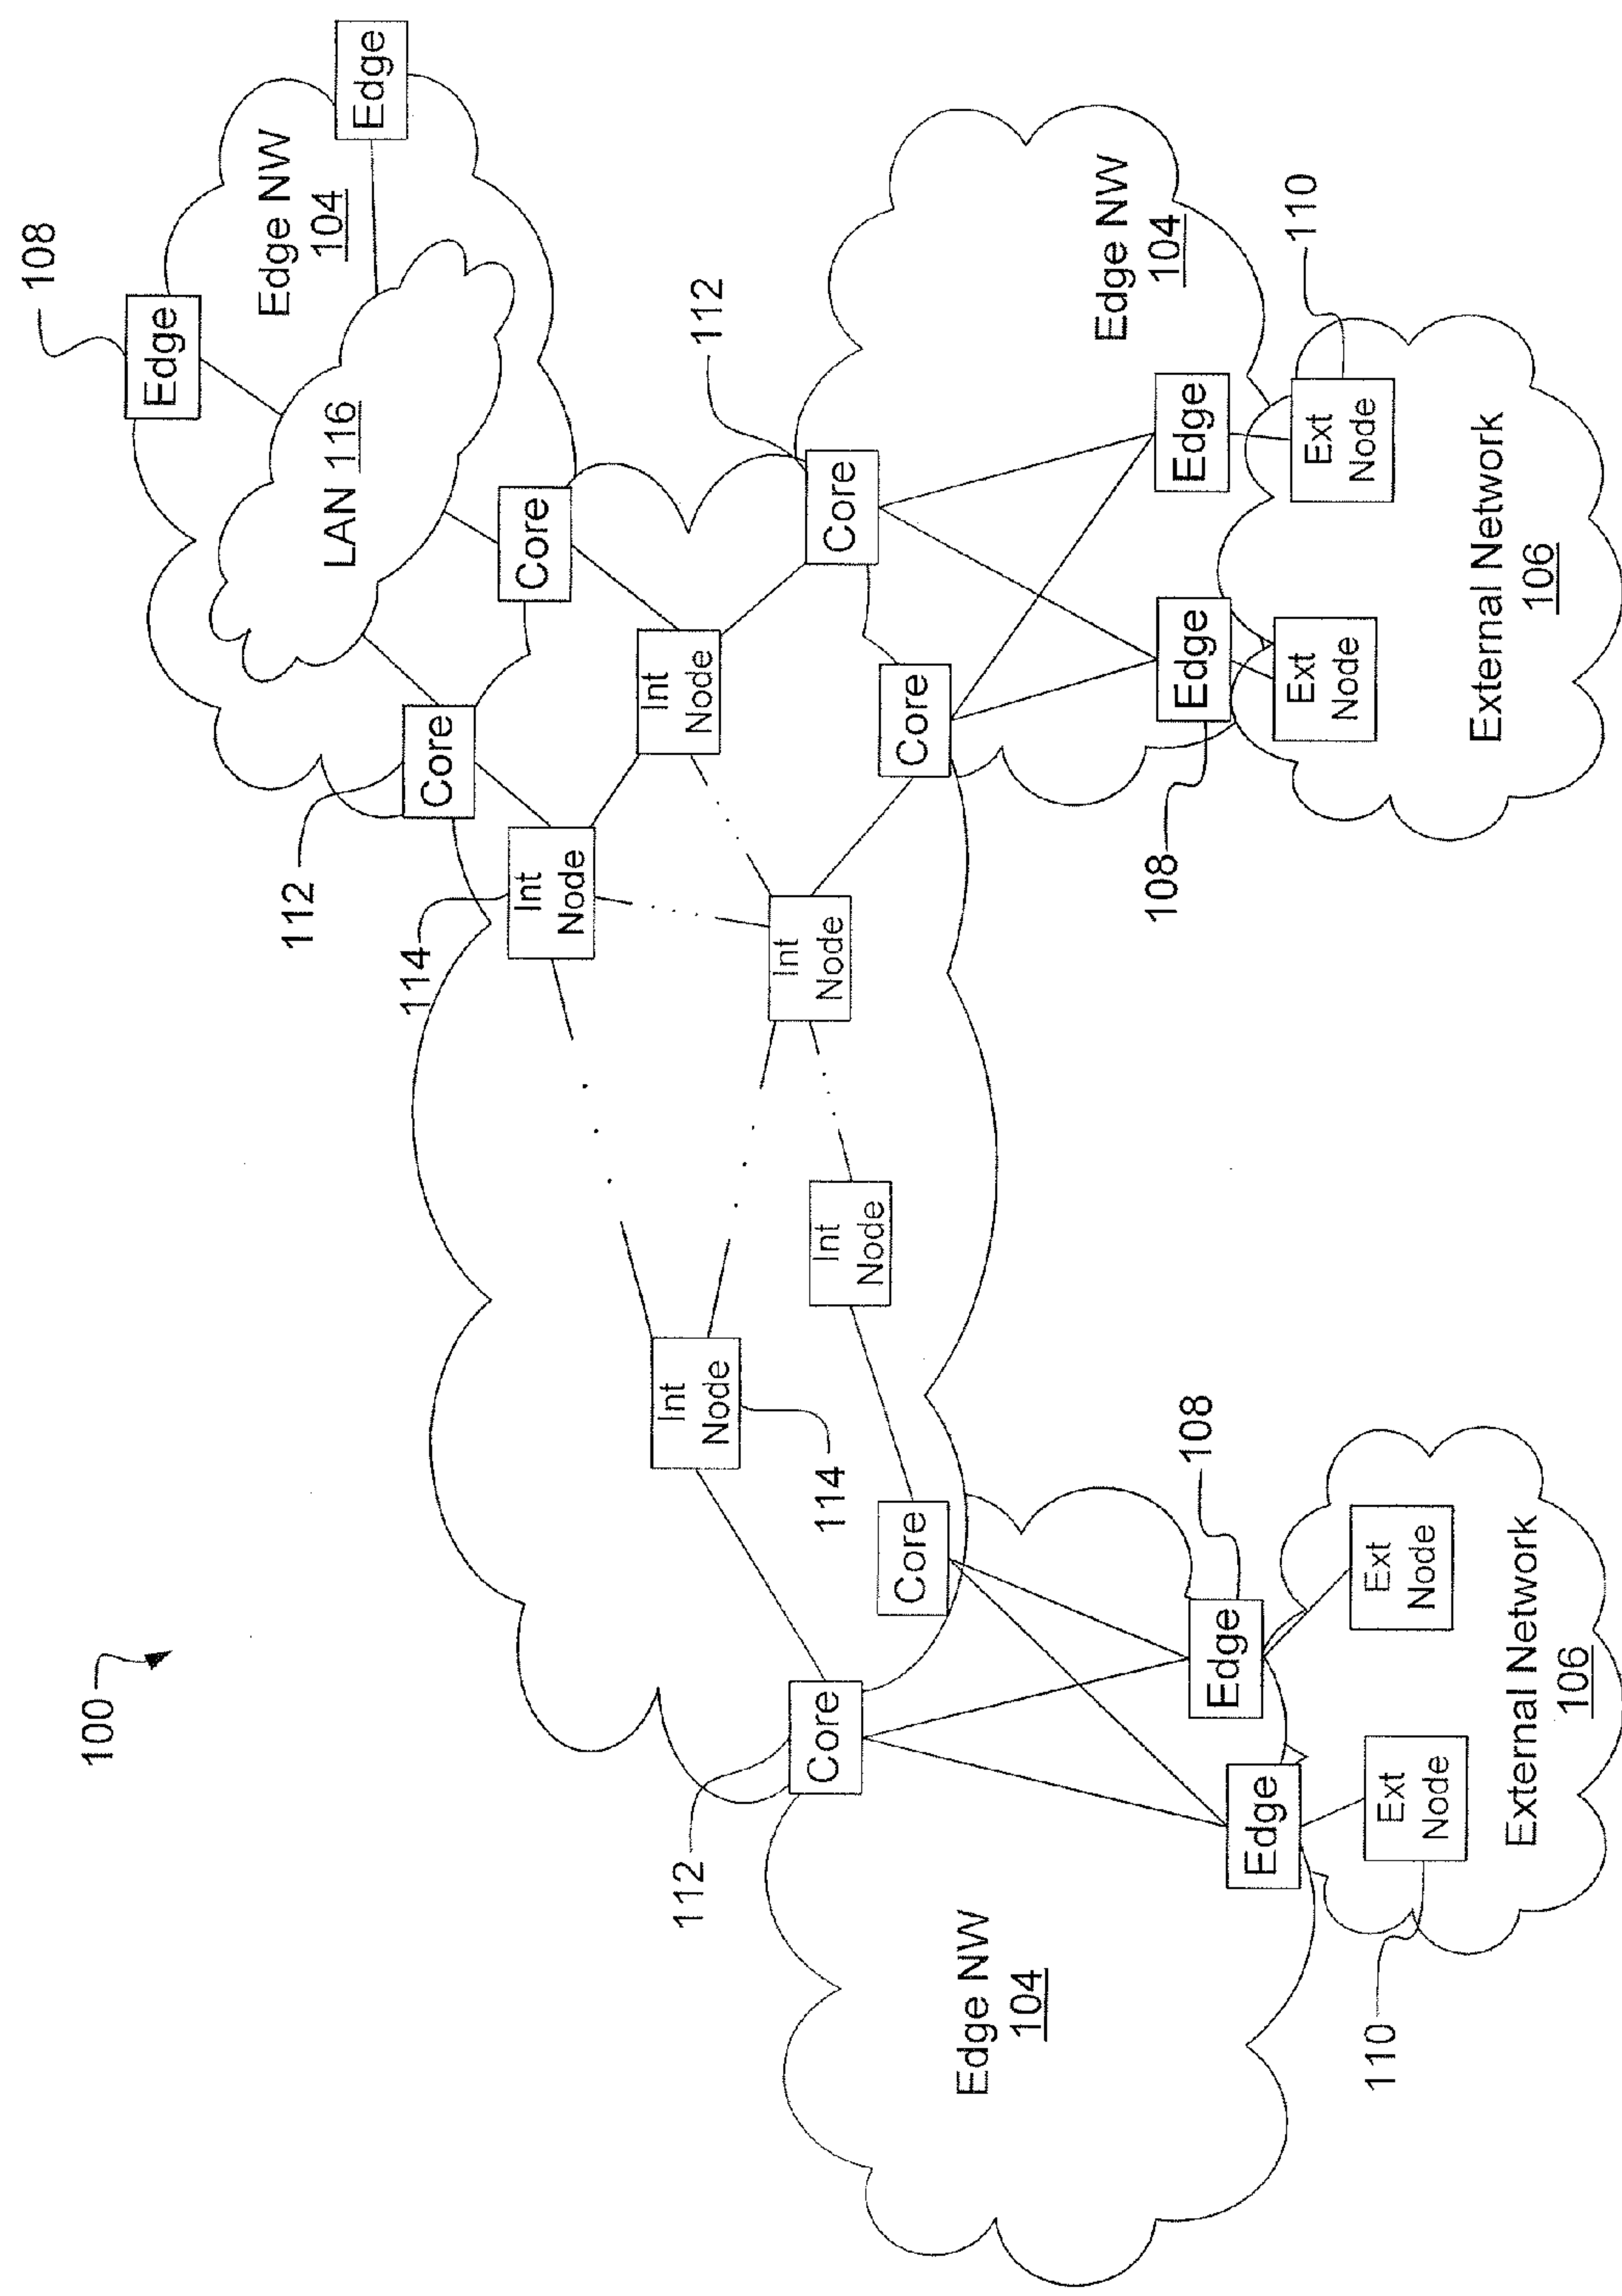 108
100
Edge
Edge NW
104
Edge
LAN 116
112
114
Core
Core
Int
Node
Int
Node
112
Int
Node
112
Int
Node
114
Core
Core
Int
Node
Core
Core
Edge NW
104
Edge NW
104
108
Edge
Edge
108
Edge
Edge
110
Ext
Node
Ext
Node
110
Ext
Node
Ext
Node
External Network
106
External Network
106